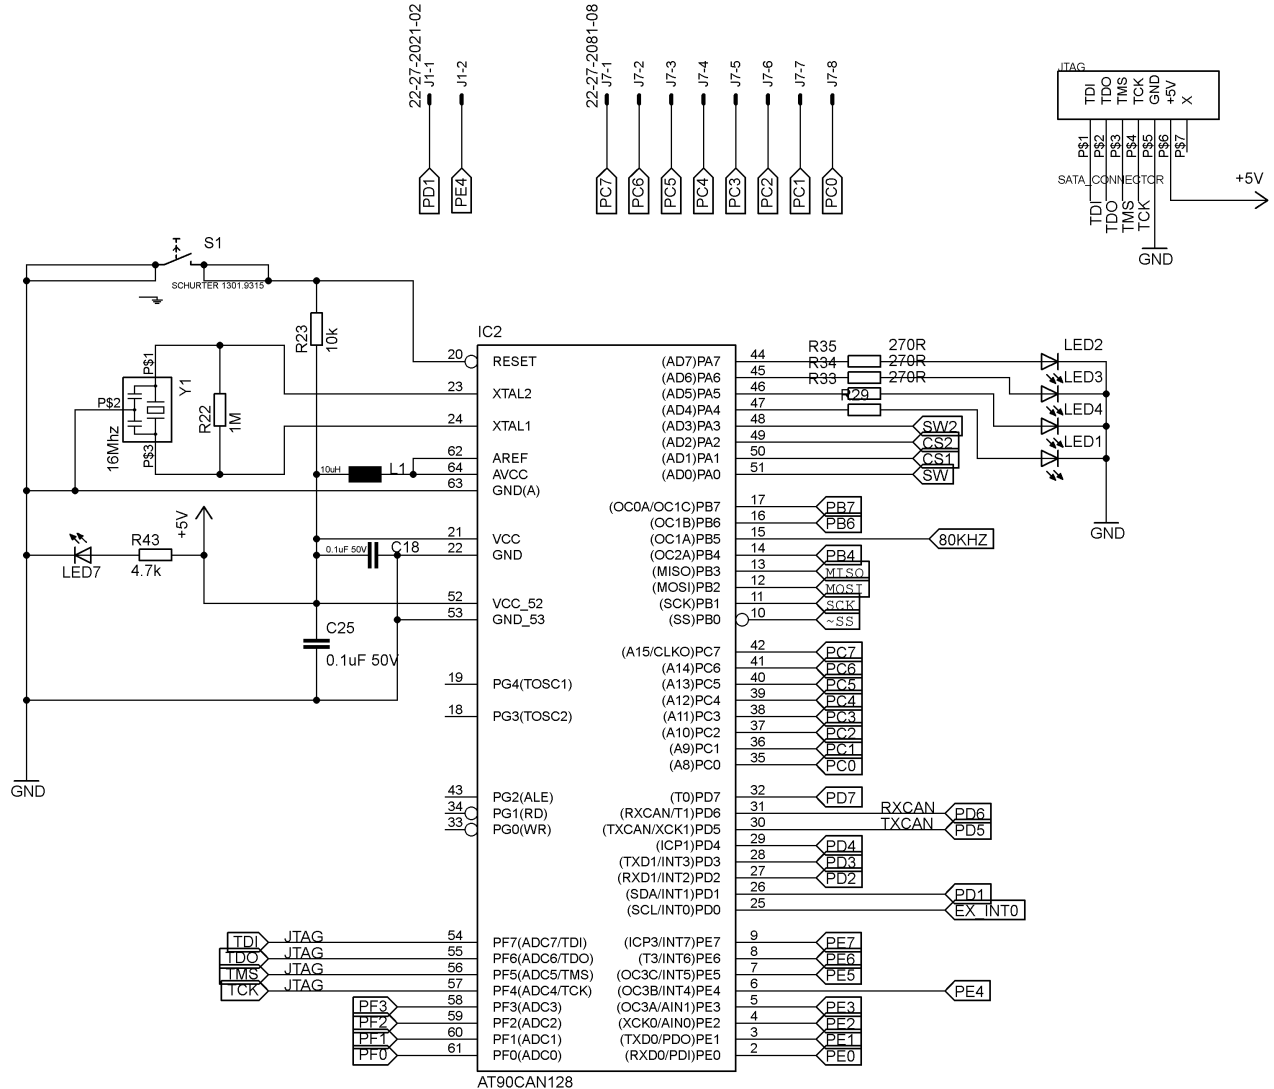 22-27-2021-02
J1-1
J1-2
PD1
PE4
22-27-2081-08
J7-1
J7-2
J7-3
J7-4
J7-5
J7-6
J7-7
J7-8
PC7
PC6
PC5
PC4
PC3
PC2
PC1
PC0
JTAG
TDI
TDO
TMS
TCK
GND
+5V
X
P$1
P$2
P$3
P$4
P$5
P$6
P$7
SATA_CONNECTOR
TDI
TDO
TMS
TCK
+5V
GND
S1
SCHURTER 1301.9315
R23
10k
P$1
Y1
P$2
16Mhz
P$3
R22
1M
10uH
L1
+5V
R43
4.7k
LED7
0.1uF 50V
C18
C25
0.1uF 50V
GND
IC2
20 RESET
23 XTAL2
24 XTAL1
62 AREF
64 AVCC
63 GND(A)
21 VCC
22 GND
52 VCC_52
53 GND_53
19 PG4(TOSC1)
18 PG3(TOSC2)
43 PG2(ALE)
34 PG1(RD)
33 PG0(WR)
TDI JTAG 54 PF7(ADC7/TDI)
TDO 55 PF6(ADC6/TDO)
TMS JTAG 56 PF5(ADC5/TMS)
TCK JTAG 57 PF4(ADC4/TCK)
PF3 58 PF3(ADC3)
PF2 59 PF2(ADC2)
PF1 60 PF1(ADC1)
PF0 61 PF0(ADC0)
AT90CAN128
(AD7)PA7 44 R35 270R LED2
(AD6)PA6 45 R34 270R LED3
(AD5)PA5 46 R33 270R LED4
(AD4)PA4 47 R29 LED1
(AD3)PA3 48 SW2
(AD2)PA2 49 CS2
(AD1)PA1 50 CS1
(AD0)PA0 51 SW
GND
(OC0A/OC1C)PB7 17 PB7
(OC1B)PB6 16 PB6
(OC1A)PB5 15 80KHZ
(OC2A)PB4 14 PB4
(MISO)PB3 13 MISO
(MOSI)PB2 12 MOSI
(SCK)PB1 11 SCK
(SS)PB0 10 ~SS
(A15/CLKO)PC7 42 PC7
(A14)PC6 41 PC6
(A13)PC5 40 PC5
(A12)PC4 39 PC4
(A11)PC3 38 PC3
(A10)PC2 37 PC2
(A9)PC1 36 PC1
(A8)PC0 35 PC0
(T0)PD7 32 PD7
(RXCAN/T1)PD6 31 RXCAN PD6
(TXCAN/XCK1)PD5 30 TXCAN PD5
(ICP1)PD4 29 PD4
(TXD1/INT3)PD3 28 PD3
(RXD1/INT2)PD2 27 PD2
(SDA/INT1)PD1 26 PD1
(SCL/INT0)PD0 25 EX_INT0
(ICP3/INT7)PE7 9 PE7
(T3/INT6)PE6 8 PE6
(OC3C/INT5)PE5 7 PE5
(OC3B/INT4)PE4 6 PE4
(OC3A/AIN1)PE3 5 PE3
(XCK0/AIN0)PE2 4 PE2
(TXD0/PDO)PE1 3 PE1
(RXD0/PDI)PE0 2 PE0